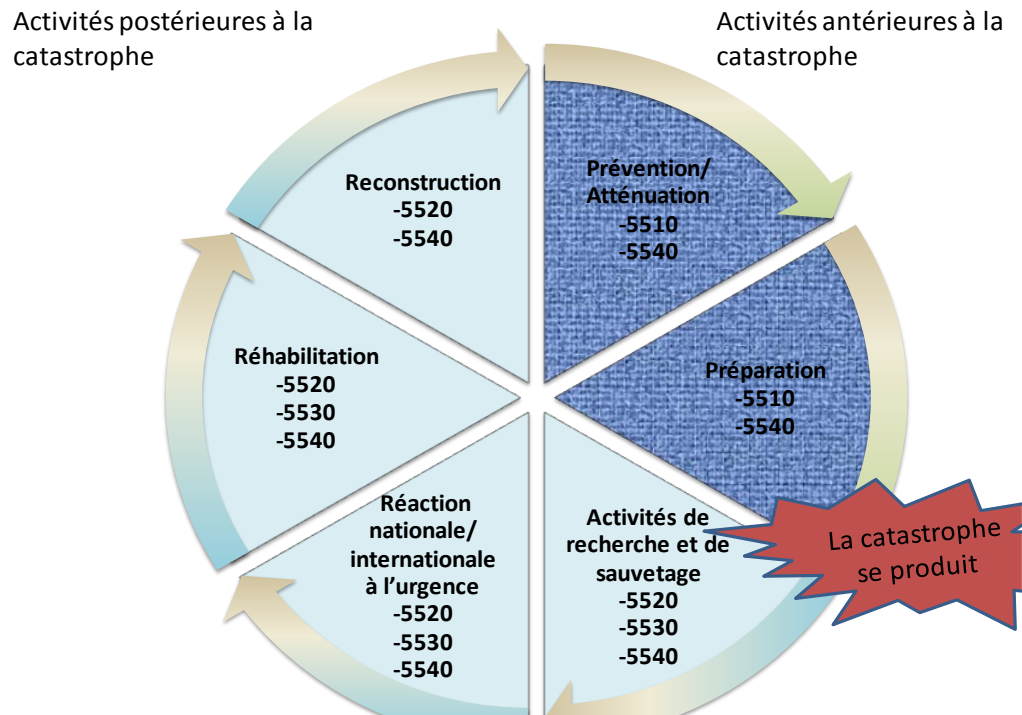 Activités postérieures à la
catastrophe
Activités antérieures à la
catastrophe
Prévention/
Atténuation
-5510
-5540
Préparation
-5510
-5540
La catastrophe
se produit
Activités de
recherche et de
sauvetage
-5520
-5530
-5540
Réaction
nationale/
internationale
à l'urgence
-5520
-5530
-5540
Réhabilitation
-5520
-5530
-5540
Reconstruction
-5520
-5540